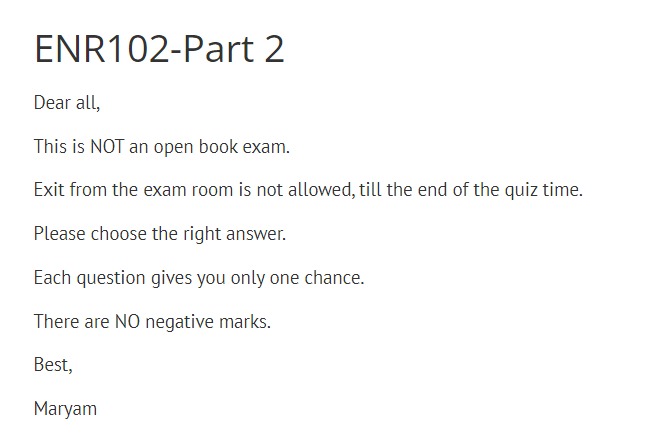 ENR102-Part 2
Dear all,
This is NOT an open book exam.
Exit from the exam room is not allowed, till the end of the quiz time.
Please choose the right answer.
Each question gives you only one chance.
There are NO negative marks.
Best,
Maryam